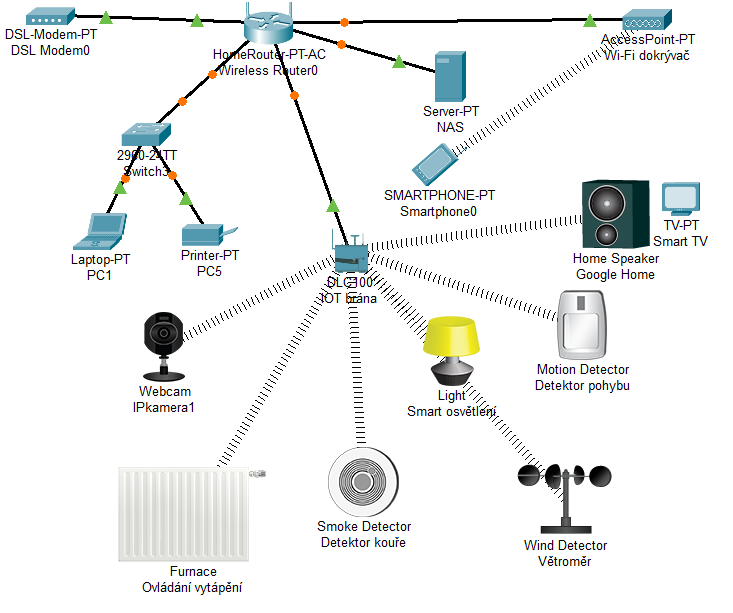 DSL-Modem-PT
DSL Modem0
HomeRouter-PT-AC
Wireless Router0
AccessPoint-PT
Wi-Fi dokrývač
Server-PT
NAS
2960-24TT
Switch3
SMARTPHONE-PT
Smartphone0
TV-PT
Smart TV
Laptop-PT
PC1
Printer-PT
PC5
Home Speaker
Google Home
DLC100
IOT brána
Webcam
IPkamera1
Light
Smart osvětlení
Motion Detector
Detektor pohybu
Smoke Detector
Detektor kouře
Wind Detector
Větroměr
Furnace
Ovládání vytápění